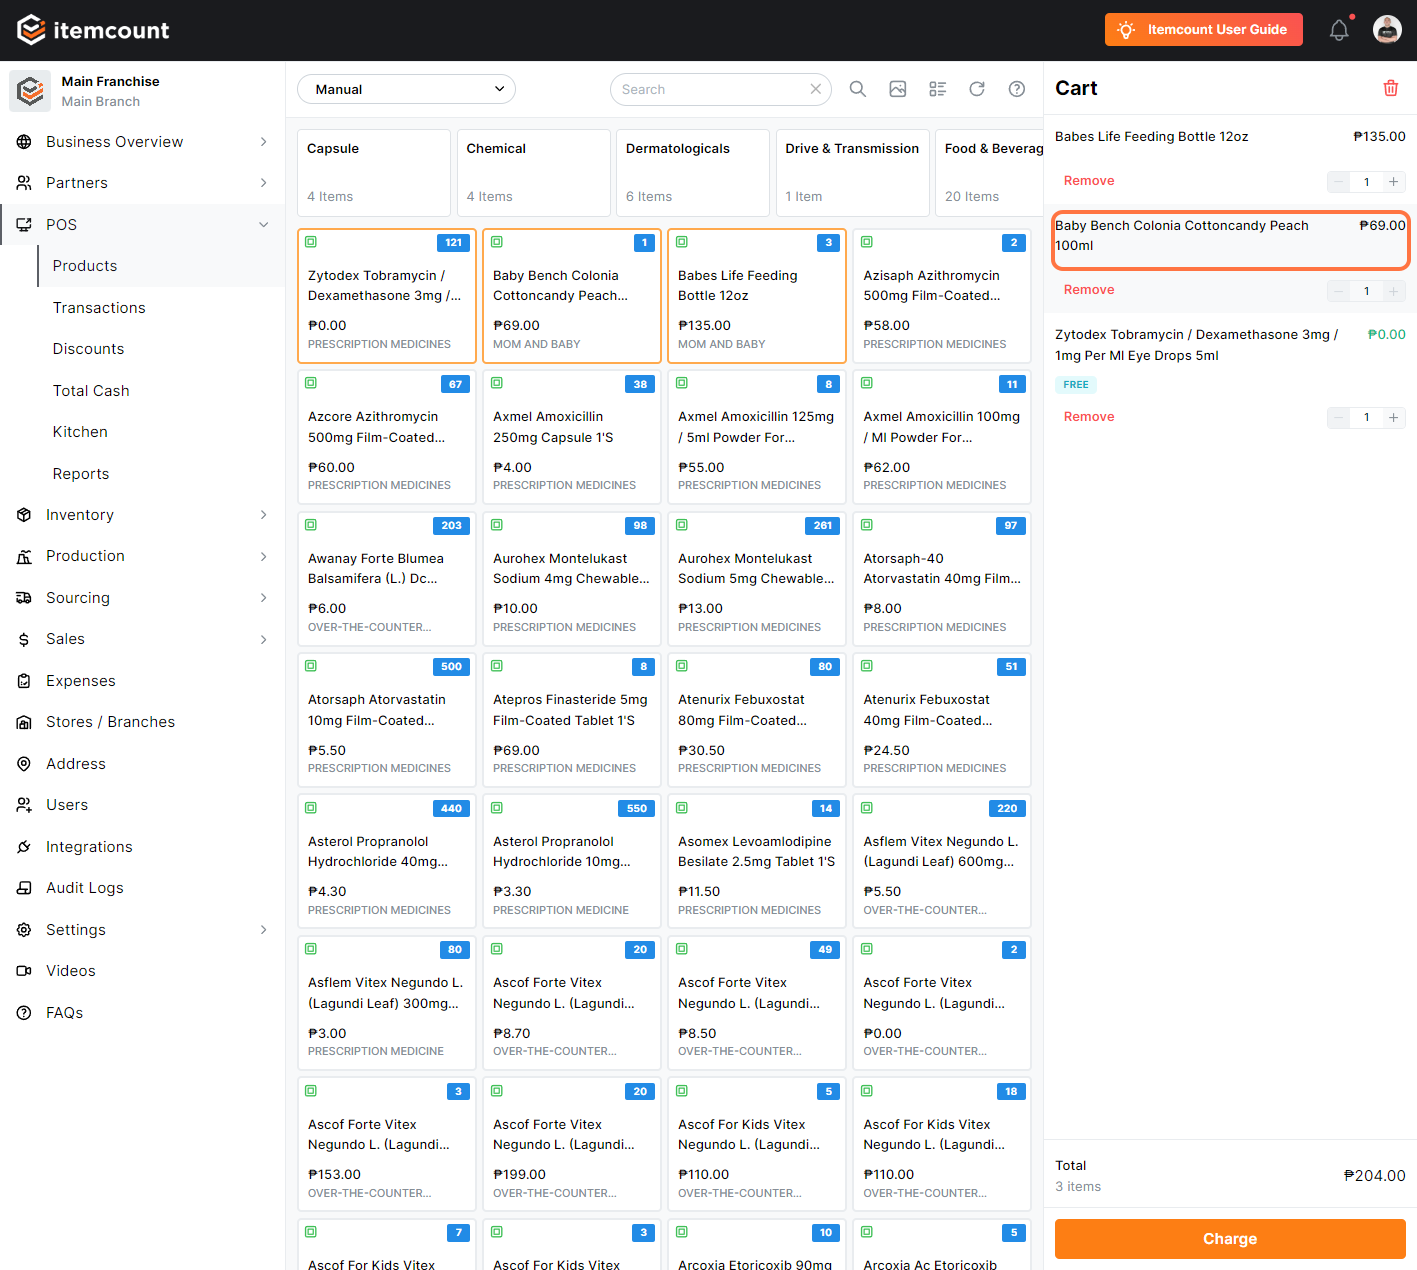 itemcount
Itemcount User Guide
Main Franchise
Main Branch
Business Overview
Partners
POS
Products
Transactions
Discounts
Total Cash
Kitchen
Reports
Inventory
Production
Sourcing
Sales
Expenses
Stores / Branches
Address
Users
Integrations
Audit Logs
Settings
Videos
FAQs
Manual
Search
Capsule
4 Items
Chemical
4 Items
Dermatologicals
6 Items
Drive & Transmission
1 Item
Food & Beverag
20 Items
121
Zytodex Tobramycin /
Dexamethasone 3mg /...
₱0.00
PRESCRIPTION MEDICINES
1
Baby Bench Colonia
Cottoncandy Peach...
₱69.00
MOM AND BABY
3
Babes Life Feeding
Bottle 12oz
₱135.00
MOM AND BABY
2
Azisaph Azithromycin
500mg Film-Coated...
₱58.00
PRESCRIPTION MEDICINES
67
Azcore Azithromycin
500mg Film-Coated...
₱60.00
PRESCRIPTION MEDICINES
38
Axmel Amoxicillin
250mg Capsule 1'S
₱4.00
PRESCRIPTION MEDICINES
8
Axmel Amoxicillin 125mg
/ 5ml Powder For...
₱55.00
PRESCRIPTION MEDICINES
11
Axmel Amoxicillin 100mg
/ Ml Powder For...
₱62.00
PRESCRIPTION MEDICINES
203
Awanay Forte Blumea
Balsamifera (L.) Dc...
₱6.00
OVER-THE-COUNTER...
98
Aurohex Montelukast
Sodium 4mg Chewable...
₱10.00
PRESCRIPTION MEDICINES
261
Aurohex Montelukast
Sodium 5mg Chewable...
₱13.00
PRESCRIPTION MEDICINES
97
Atorsaph-40
Atorvastatin 40mg Film...
₱8.00
PRESCRIPTION MEDICINES
500
Atorsaph Atorvastatin
10mg Film-Coated...
₱5.50
PRESCRIPTION MEDICINES
8
Atepros Finasteride 5mg
Film-Coated Tablet 1'S
₱69.00
PRESCRIPTION MEDICINES
80
Atenurix Febuxostat
80mg Film-Coated...
₱30.50
PRESCRIPTION MEDICINES
51
Atenurix Febuxostat
40mg Film-Coated...
₱24.50
PRESCRIPTION MEDICINES
440
Asterol Propranolol
Hydrochloride 40mg...
₱4.30
PRESCRIPTION MEDICINES
550
Asterol Propranolol
Hydrochloride 10mg...
₱3.30
PRESCRIPTION MEDICINE
14
Asomex Levoamlodipine
Besilate 2.5mg Tablet 1'S
₱11.50
PRESCRIPTION MEDICINES
220
Asflem Vitex Negundo L.
(Lagundi Leaf) 600mg...
₱5.50
OVER-THE-COUNTER...
80
Asflem Vitex Negundo L.
(Lagundi Leaf) 300mg...
₱3.00
PRESCRIPTION MEDICINE
20
Ascof Forte Vitex
Negundo L. (Lagundi...
₱8.70
OVER-THE-COUNTER...
49
Ascof Forte Vitex
Negundo L. (Lagundi...
₱8.50
OVER-THE-COUNTER...
2
Ascof Forte Vitex
Negundo L. (Lagundi...
₱0.00
OVER-THE-COUNTER...
3
Ascof Forte Vitex
Negundo L. (Lagundi...
₱153.00
OVER-THE-COUNTER...
20
Ascof Forte Vitex
Negundo L. (Lagundi...
₱199.00
OVER-THE-COUNTER...
5
Ascof For Kids Vitex
Negundo L. (Lagundi...
₱110.00
OVER-THE-COUNTER...
18
Ascof For Kids Vitex
Negundo L. (Lagundi...
₱110.00
OVER-THE-COUNTER...
7
Ascof For Kids Vitex
3
Ascof For Kids Vitex
10
Arcoxia Etoricoxib 90mg
5
Arcoxia Ac Etoricoxib
Cart
Babes Life Feeding Bottle 12oz ₱135.00
Remove 1
Baby Bench Colonia Cottoncandy Peach ₱69.00
100ml
Remove 1
Zytodex Tobramycin / Dexamethasone 3mg / ₱0.00
1mg Per Ml Eye Drops 5ml
FREE
Remove 1
Total
3 items
₱204.00
Charge